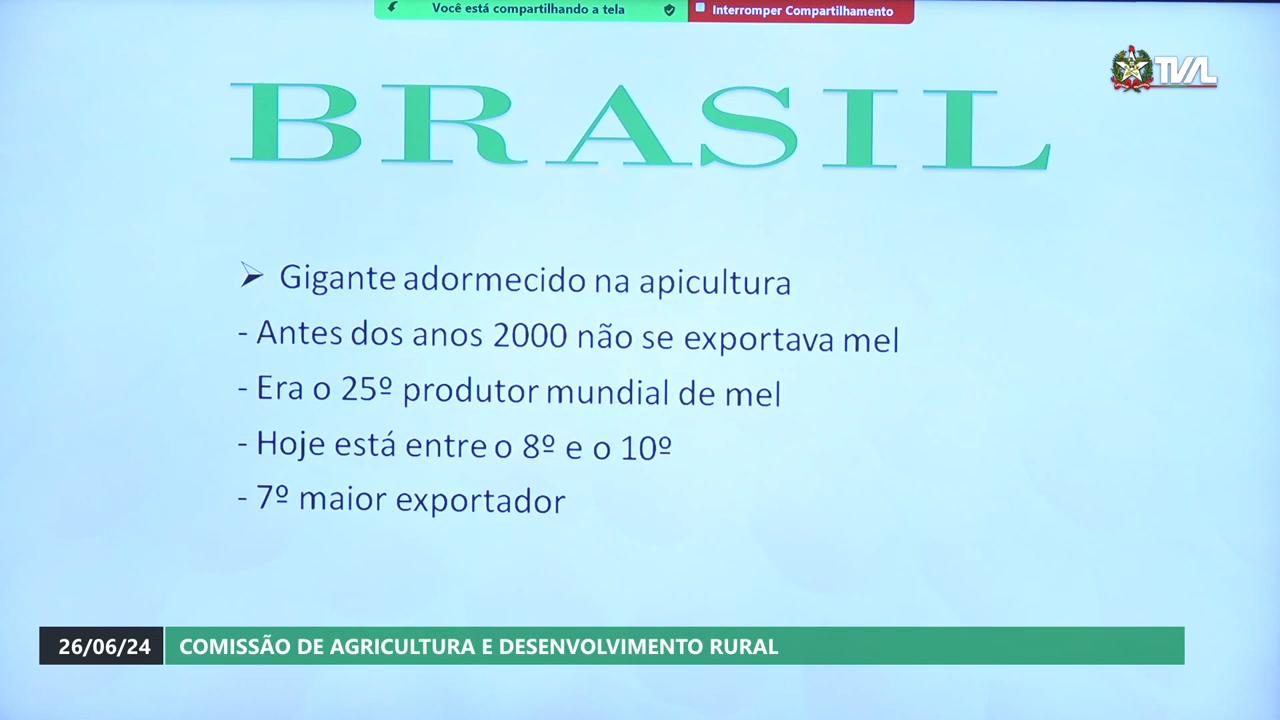 Você está compartilhando a tela
Interromper Compartilhamento
TVAL
BRASIL
➢ Gigante adormecido na apicultura
- Antes dos anos 2000 não se exportava mel
- Era o 25º produtor mundial de mel
- Hoje está entre o 8º e o 10º
- 7º maior exportador
26/06/24
COMISSÃO DE AGRICULTURA E DESENVOLVIMENTO RURAL